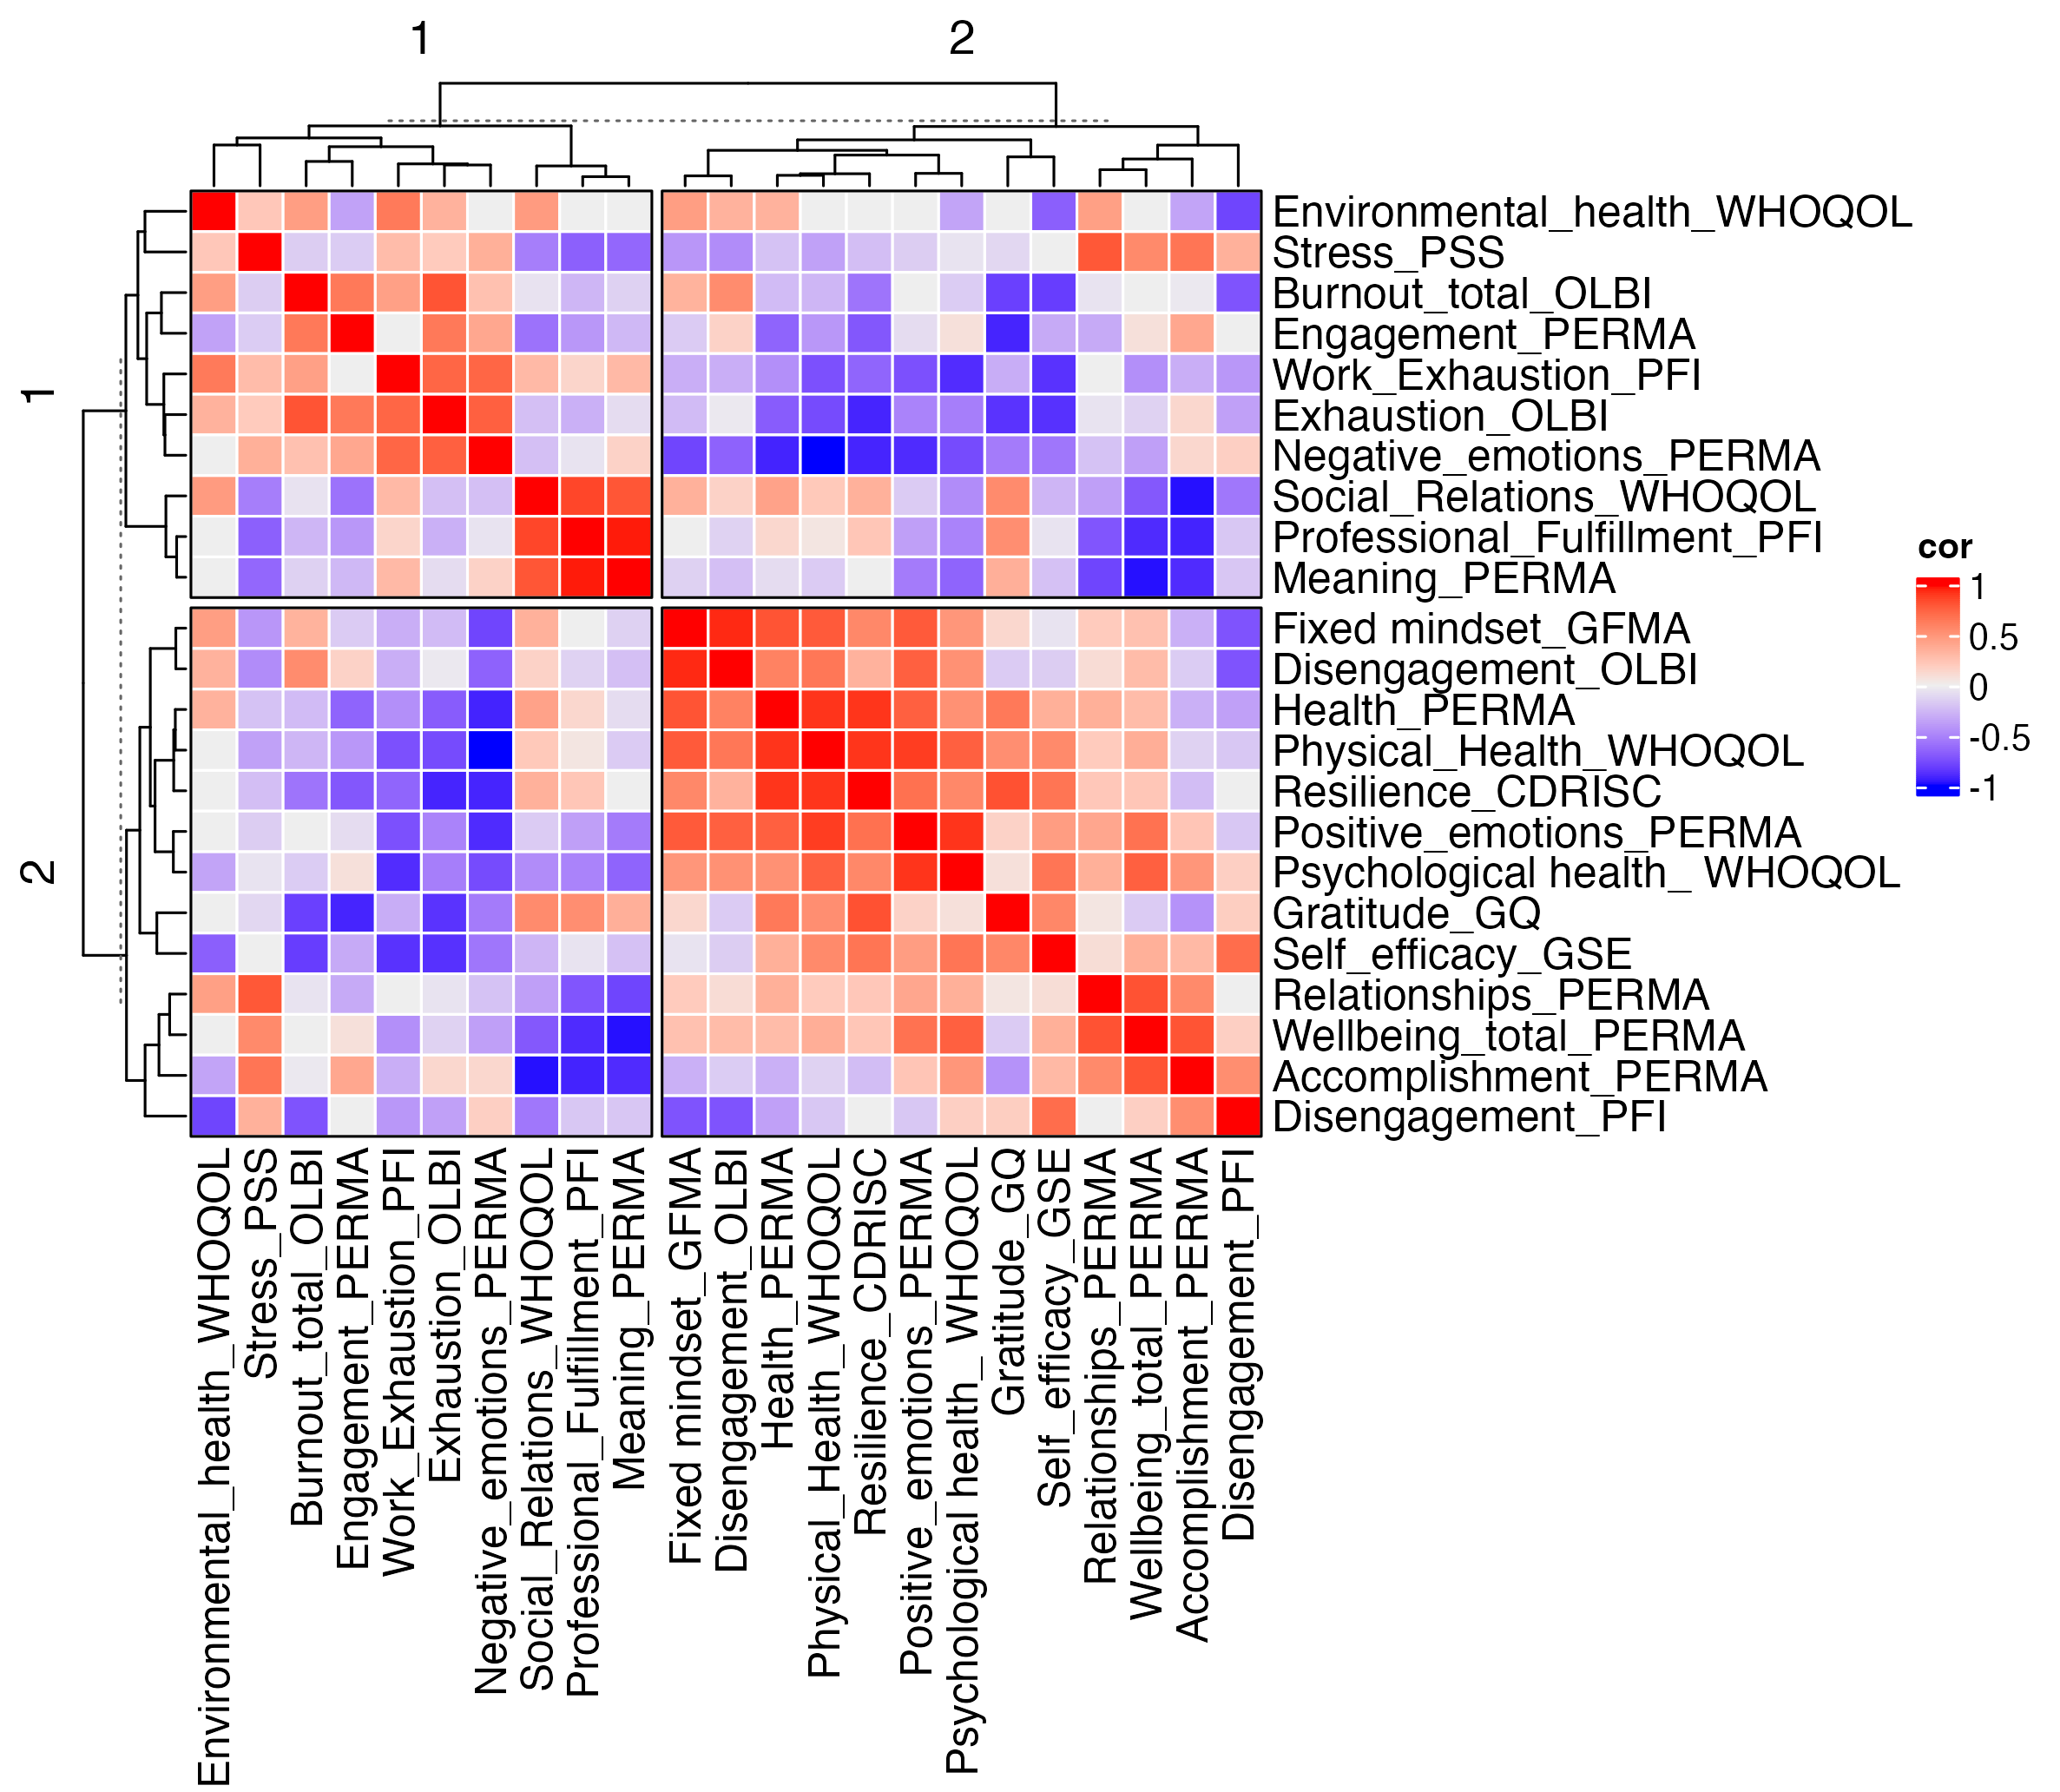 1
2
1
2
Environmental_health_WHOQOL
Stress_PSS
Burnout_total_OLBI
Engagement_PERMA
Work_Exhaustion_PFI
Exhaustion_OLBI
Negative_emotions_PERMA
Social_Relations_WHOQOL
Professional_Fulfillment_PFI
Meaning_PERMA
Fixed mindset_GFMA
Disengagement_OLBI
Health_PERMA
Physical_Health_WHOQOL
Resilience_CDRISC
Positive_emotions_PERMA
Psychological health_ WHOQOL
Gratitude_GQ
Self_efficacy_GSE
Relationships_PERMA
Wellbeing_total_PERMA
Accomplishment_PERMA
Disengagement_PFI
cor
1
0.5
0
-0.5
-1
Environmental_health_WHOQOL
Stress_PSS
Burnout_total_OLBI
Engagement_PERMA
Work_Exhaustion_PFI
Exhaustion_OLBI
Negative_emotions_PERMA
Social_Relations_WHOQOL
Professional_Fulfillment_PFI
Meaning_PERMA
Fixed mindset_GFMA
Disengagement_OLBI
Health_PERMA
Physical_Health_WHOQOL
Resilience_CDRISC
Positive_emotions_PERMA
Psychological health_ WHOQOL
Gratitude_GQ
Self_efficacy_GSE
Relationships_PERMA
Wellbeing_total_PERMA
Accomplishment_PERMA
Disengagement_PFI